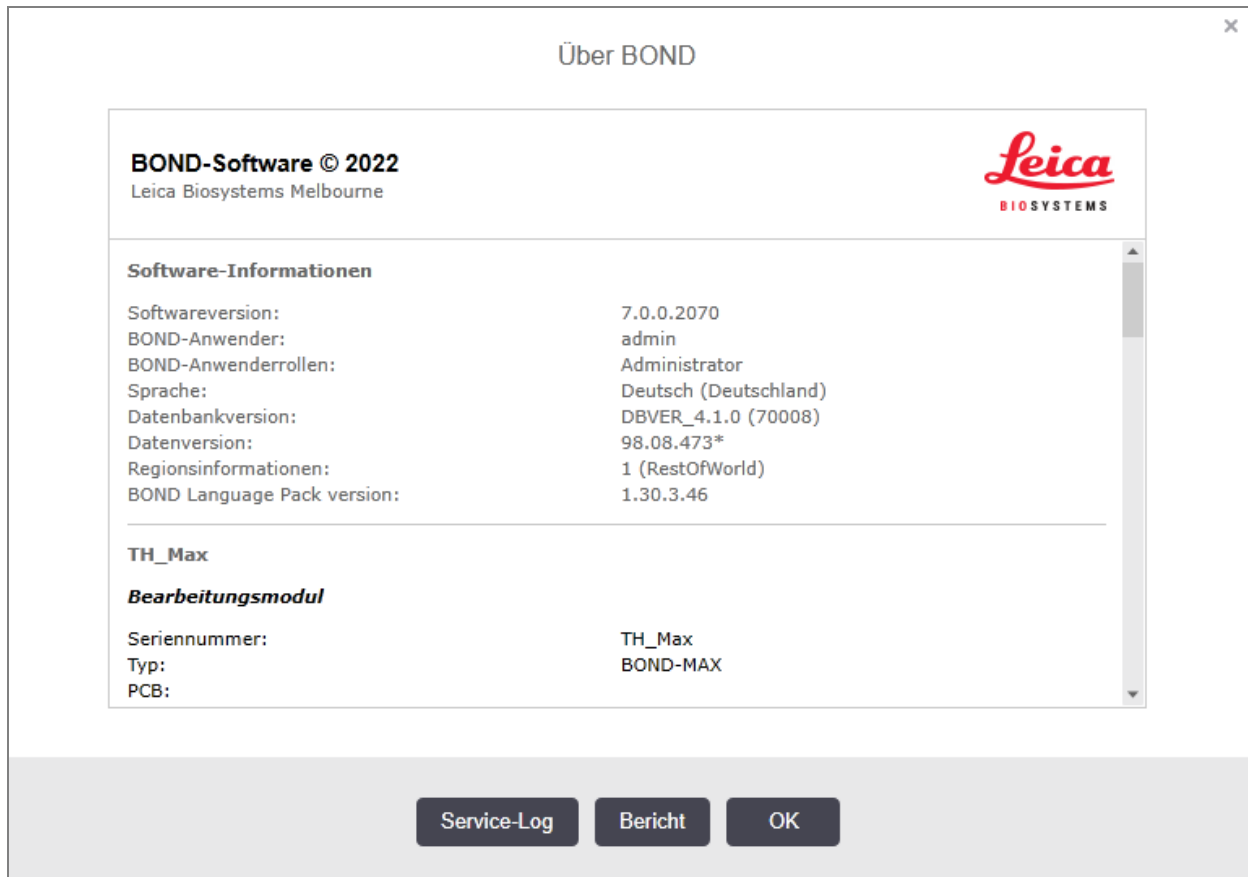 ×
Über BOND
BOND-Software © 2022
Leica Biosystems Melbourne
Leica
BIOSYSTEMS
Software-Informationen
Softwareversion: 7.0.0.2070
BOND-Anwender: admin
BOND-Anwenderrollen: Administrator
Sprache: Deutsch (Deutschland)
Datenbankversion: DBVER_4.1.0 (70008)
Datenversion: 98.08.473*
Regionsinformationen: 1 (RestOfWorld)
BOND Language Pack version: 1.30.3.46
TH_Max
Bearbeitungsmodul
Seriennummer: TH_Max
Typ: BOND-MAX
PCB:
Service-Log Bericht OK